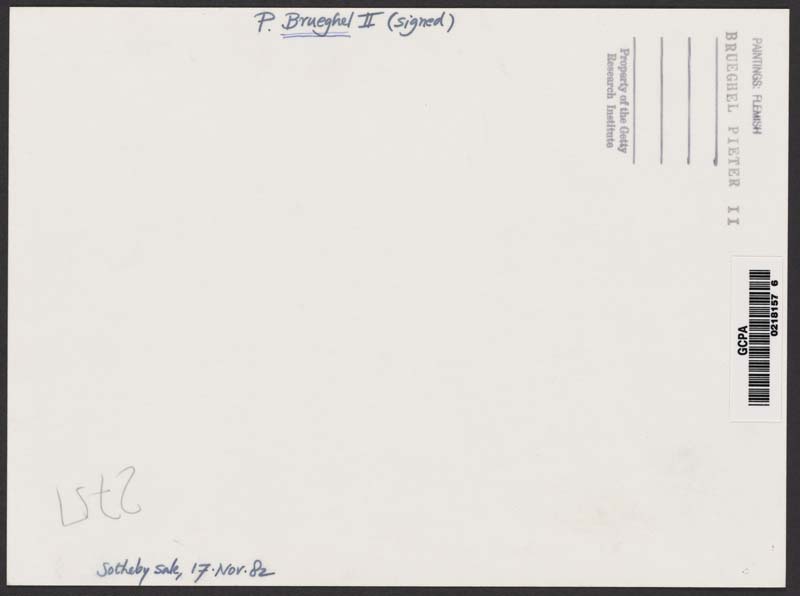 P. Brueghel II (signed)
PAINTINGS: FLEMISH
BRUEGHEL PIETER II
Property of the Getty
Research Institute
GCPA
0218157 6
Sotheby sale, 17. Nov. 82